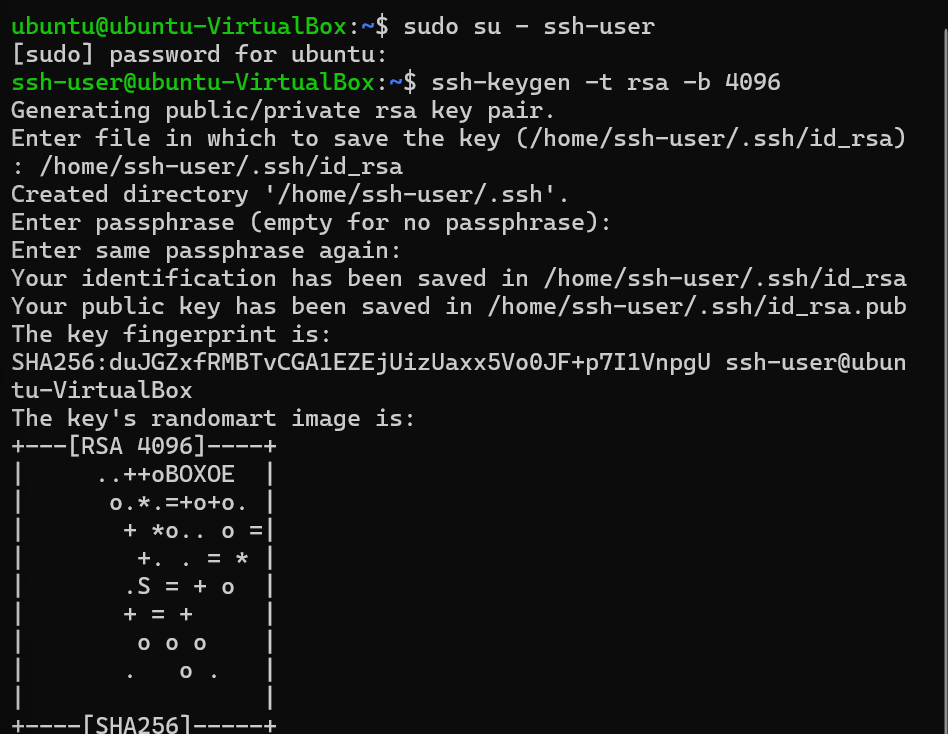 ubuntu@ubuntu-VirtualBox:~$ sudo su - ssh-user
[sudo] password for ubuntu:
ssh-user@ubuntu-VirtualBox:~$ ssh-keygen -t rsa -b 4096
Generating public/private rsa key pair.
Enter file in which to save the key (/home/ssh-user/.ssh/id_rsa)
: /home/ssh-user/.ssh/id_rsa
Created directory '/home/ssh-user/.ssh'.
Enter passphrase (empty for no passphrase):
Enter same passphrase again:
Your identification has been saved in /home/ssh-user/.ssh/id_rsa
Your public key has been saved in /home/ssh-user/.ssh/id_rsa.pub
The key fingerprint is:
SHA256:duJGZxfRMBTvCGA1EZEjUizUaxx5Vo0JF+p7I1VnpgU ssh-user@ubun
tu-VirtualBox
The key's randomart image is:
+---[RSA 4096]----+
|     ..++oBOXOE  |
|      o.*.=+o+o. |
|       + *o.. o =|
|        +. . = * |
|       .S = + o  |
|       + = +     |
|        o o o    |
|       .   o .   |
|                 |
+----[SHA256]-----+